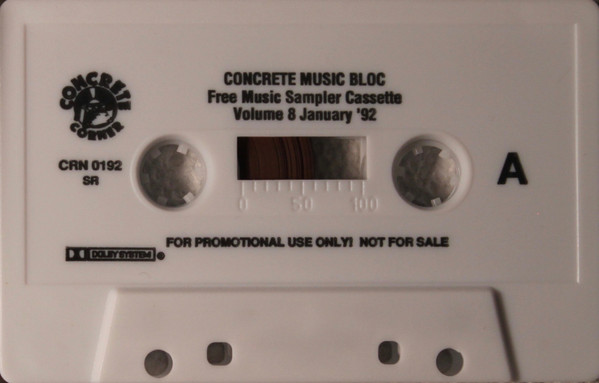 CONCRETE
CORNER
CONCRETE MUSIC BLOC
Free Music Sampler Cassette
Volume 8 January '92
CRN 0192
SR
A
0 50 100
FOR PROMOTIONAL USE ONLY! NOT FOR SALE
DOLBY SYSTEM